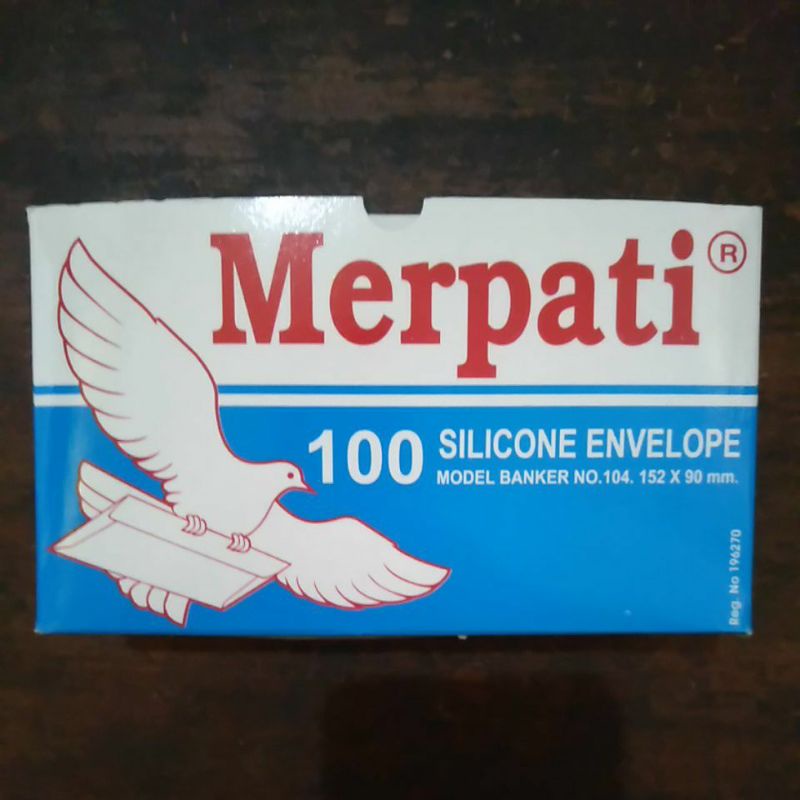 Merpati ®
100 SILICONE ENVELOPE
MODEL BANKER NO.104. 152 X 90 mm.
Reg. No 196270